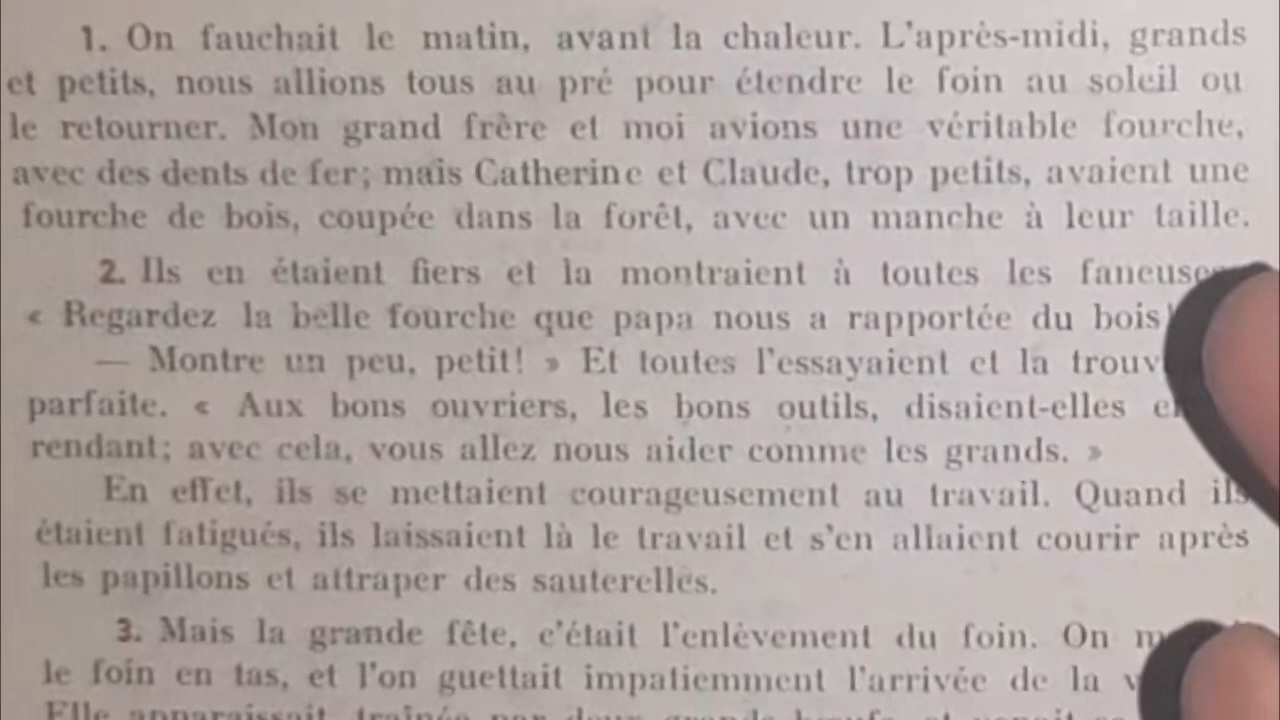 1. On fauchait le matin, avant la chaleur. L'après-midi, grands
et petits, nous allions tous au pré pour étendre le foin au soleil ou
le retourner. Mon grand frère et moi avions une véritable fourche,
avec des dents de fer; mais Catherine et Claude, trop petits, avaient une
fourche de bois, coupée dans la forêt, avec un manche à leur taille.
2. Ils en étaient fiers et la montraient à toutes les faneuses
« Regardez la belle fourche que papa nous a rapportée du bois!
— Montre un peu, petit! » Et toutes l'essayaient et la
parfaite. « Aux bons ouvriers, les bons outils, disaient-elles
rendant; avec cela, vous allez nous aider comme les grands. »
En effet, ils se mettaient courageusement au travail. Quand ils
étaient fatigués, ils laissaient là le travail et s'en allaient courir après
les papillons et attraper des sauterelles.
3. Mais la grande fête, c'était l'enlèvement du foin. On
le foin en tas, et l'on guettait impatiemment l'arrivée de la
Elle apparaissait, traînée par deux grands bœufs, et